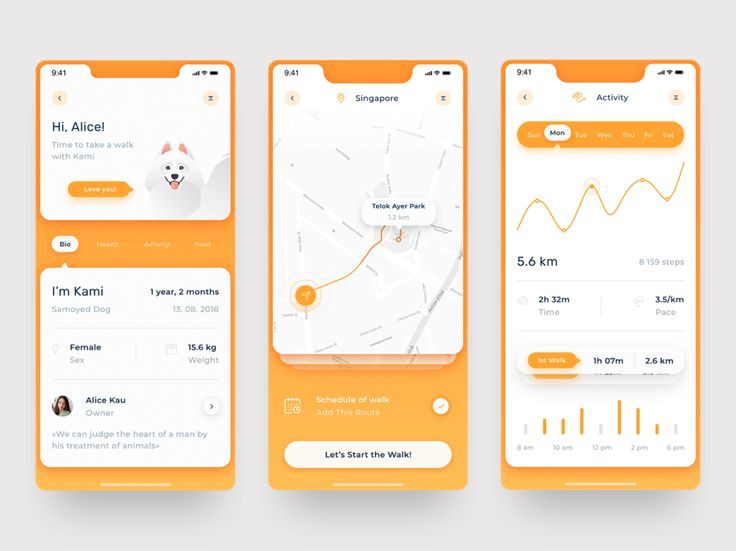 9:41
Hi, Alice!
Time to take a walk
with Kami
Love you!
Bio Health Activity Feed
I'm Kami 1 year, 2 months
Samoyed Dog 13. 08. 2018
Female 15.6 kg
Sex Weight
Alice Kau
Owner
«We can judge the heart of a man by
his treatment of animals»
9:41
Singapore
Telok Ayer Park
1.2 km
Schedule of walk
Add This Route
Let's Start the Walk!
9:41
Activity
Sun Mon Tue Wen Thu Fri Sat
5.6 km 8 159 steps
2h 32m 3.5/km
Time Pace
1st Walk 1h 07m 2.6 km
8 am 10 am 12 pm 2 pm 6 pm